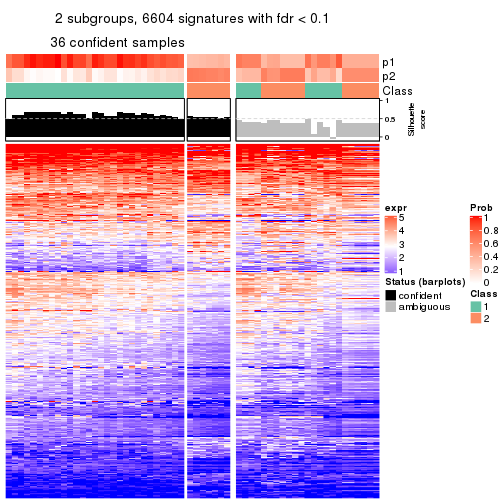 2 subgroups, 6604 signatures with fdr < 0.1
36 confident samples
p1
p2
Class
1
0.5
0
Silhouette
score
expr
5
4
3
2
1
Prob
1
0.8
0.6
0.4
0.2
0
Status (barplots)
confident
ambiguous
Class
1
2